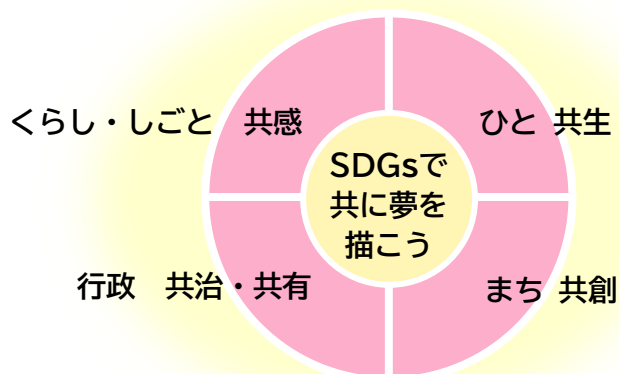 くらし・しごと　共感
ひと 共生
SDGsで
共に夢を
描こう
行政　共治・共有
まち 共創